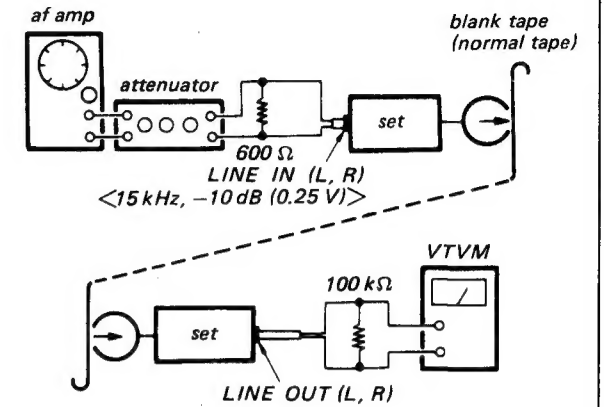 af amp
attenuator
blank tape
(normal tape)
set
600 Ω
LINE IN (L, R)
<15 kHz, −10 dB (0.25 V)>
VTVM
100 kΩ
set
LINE OUT (L, R)